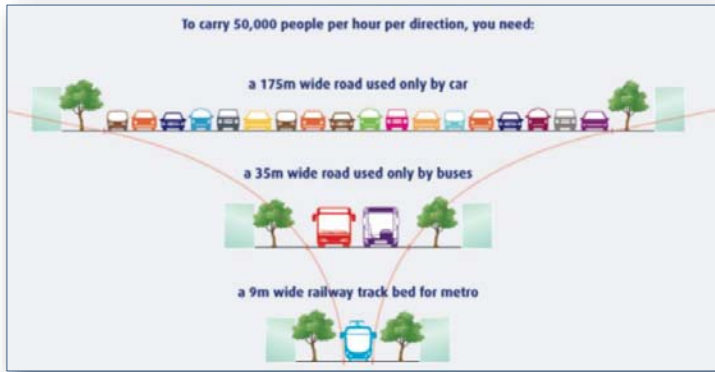 To carry 50,000 people per hour per direction, you need:
a 175m wide road used only by car
a 35m wide road used only by buses
a 9m wide railway track bed for metro